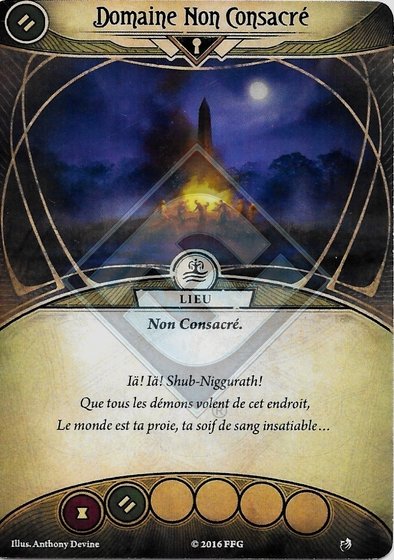 Domaine Non Consacré
LIEU
Non Consacré.
Iä! Iä! Shub-Niggurath!
Que tous les démons volent de cet endroit,
Le monde est ta proie, ta soif de sang insatiable…
Illus. Anthony Devine
© 2016 FFG
®